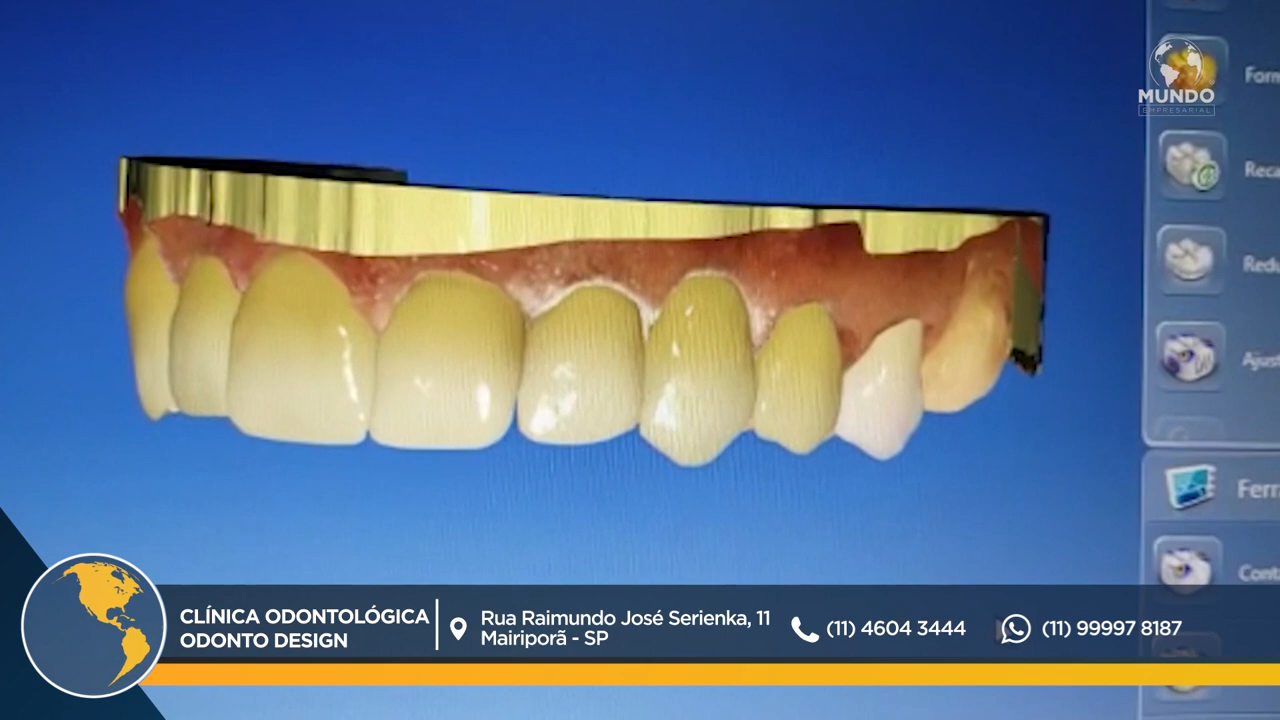 MUNDO
EMPRESARIAL
CLÍNICA ODONTOLÓGICA
ODONTO DESIGN
Rua Raimundo José Serienka, 11
Mairiporã - SP
(11) 4604 3444
(11) 99997 8187